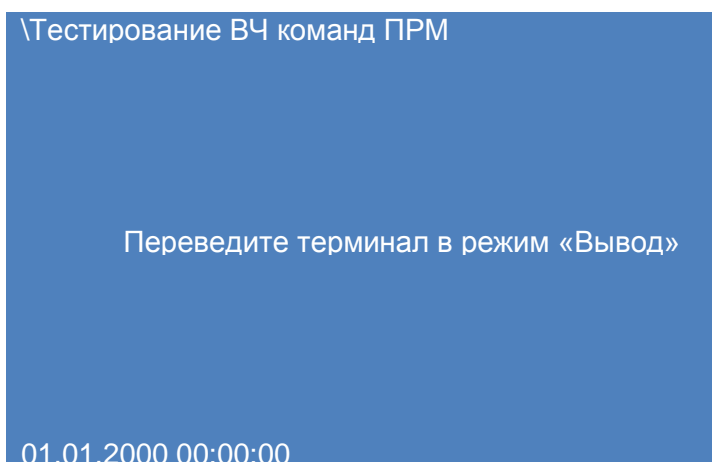 \Тестирование ВЧ команд ПРМ
Переведите терминал в режим «Вывод»
01.01.2000 00:00:00